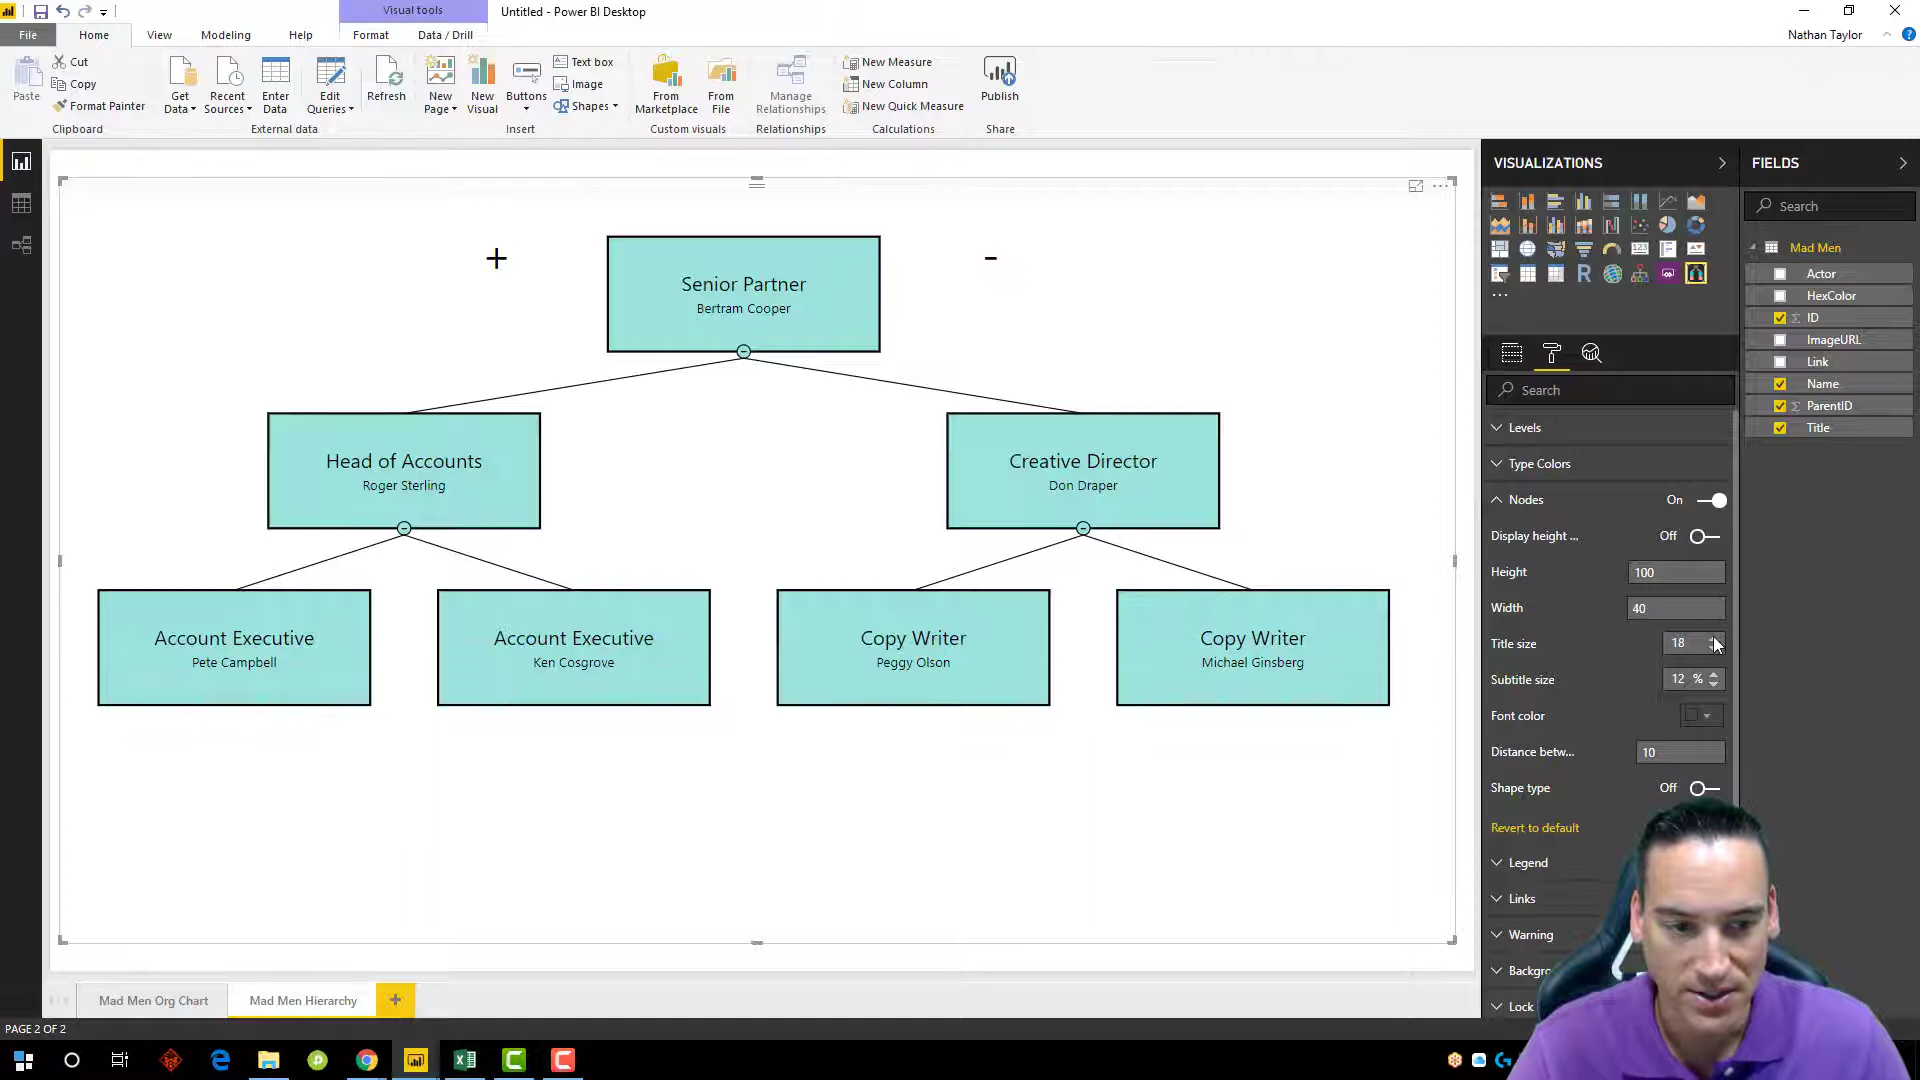 Visual tools
Untitled - Power BI Desktop
File
Home
View
Modeling
Help
Format
Data / Drill
Nathan Taylor
Paste
Cut
Copy
Format Painter
Clipboard
Get Data
Recent Sources
Enter Data
Edit Queries
External data
Refresh
New Page
New Visual
Buttons
Text box
Image
Shapes
Insert
From Marketplace
From File
Custom visuals
Manage Relationships
Relationships
New Measure
New Column
New Quick Measure
Calculations
Publish
Share
+
-
Senior Partner
Bertram Cooper
Head of Accounts
Roger Sterling
Creative Director
Don Draper
Account Executive
Pete Campbell
Account Executive
Ken Cosgrove
Copy Writer
Peggy Olson
Copy Writer
Michael Ginsberg
VISUALIZATIONS
Search
Levels
Type Colors
Nodes On
Display height ... Off
Height 100
Width 40
Title size 18
Subtitle size 12 %
Font color
Distance betw... 10
Shape type Off
Revert to default
Legend
Links
Warning
Backgro
Lock
FIELDS
Search
Mad Men
Actor
HexColor
ID
ImageURL
Link
Name
ParentID
Title
Mad Men Org Chart
Mad Men Hierarchy
+
PAGE 2 OF 2